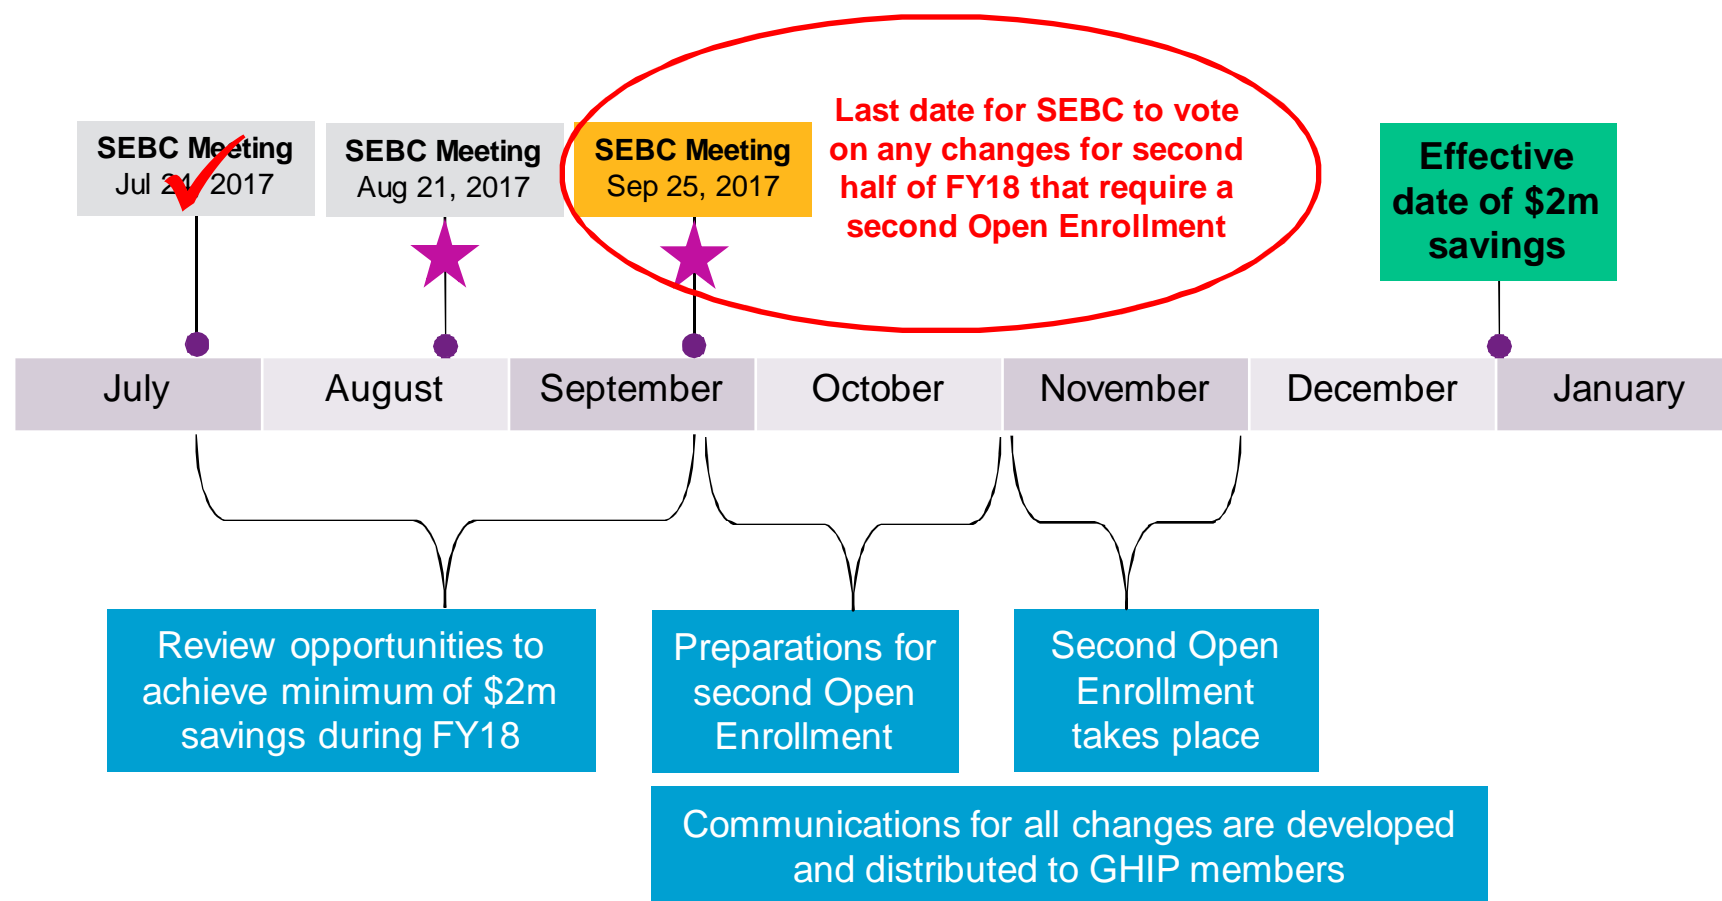 SEBC Meeting
Jul 24, 2017
SEBC Meeting
Aug 21, 2017
SEBC Meeting
Sep 25, 2017
Last date for SEBC to vote
on any changes for second
half of FY18 that require a
second Open Enrollment
Effective
date of $2m
savings
July
August
September
October
November
December
January
Review opportunities to
achieve minimum of $2m
savings during FY18
Preparations for
second Open
Enrollment
Second Open
Enrollment
takes place
Communications for all changes are developed
and distributed to GHIP members